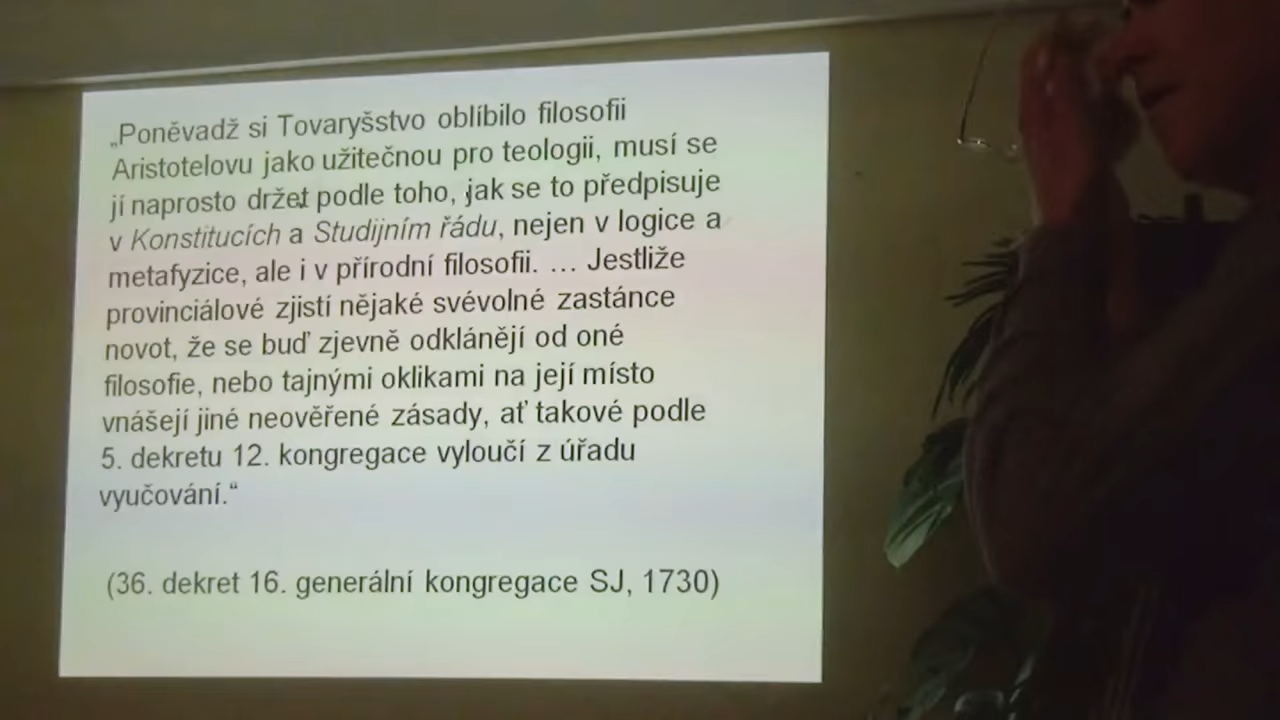 „Poněvadž si Tovaryšstvo oblíbilo filosofii
Aristotelovu jako užitečnou pro teologii, musí se
jí naprosto držet podle toho, jak se to předpisuje
v Konstitucích a Studijním řádu, nejen v logice a
metafyzice, ale i v přírodní filosofii. … Jestliže
provinciálové zjistí nějaké svévolné zastánce
novot, že se buď zjevně odklánějí od oné
filosofie, nebo tajnými oklikami na její místo
vnášejí jiné neověřené zásady, ať takové podle
5. dekretu 12. kongregace vyloučí z úřadu
vyučování.“
(36. dekret 16. generální kongregace SJ, 1730)